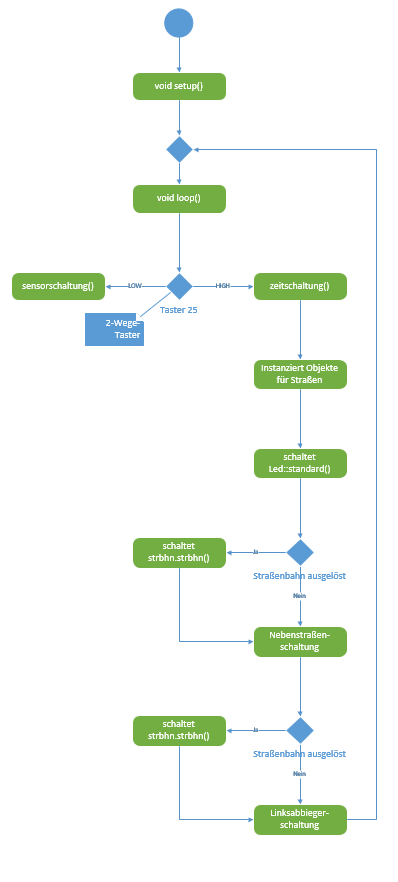 void setup()
void loop()
sensorschaltung()
LOW
HIGH
zeitschaltung()
Taster 25
2-Wege-
Taster
Instanziert Objekte
für Straßen
schaltet
Led::standard()
schaltet
strbhn.strbhn()
Ja
Straßenbahn ausgelöst
Nein
Nebenstraßen-
schaltung
schaltet
strbhn.strbhn()
Ja
Straßenbahn ausgelöst
Nein
Linksabbieger-
schaltung